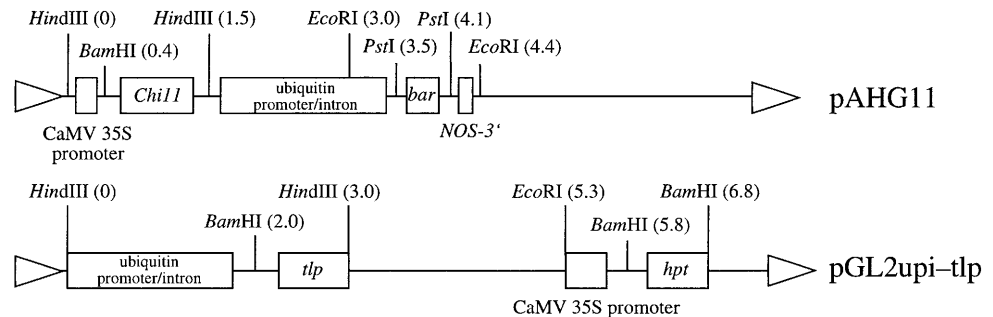 HindIII (0)
HindIII (1.5)
EcoRI (3.0)
PstI (4.1)
BamHI (0.4)
PstI (3.5)
EcoRI (4.4)
Chi11
ubiquitin
promoter/intron
bar
pAHG11
CaMV 35S
promoter
NOS-3‘
HindIII (0)
HindIII (3.0)
EcoRI (5.3)
BamHI (6.8)
BamHI (2.0)
BamHI (5.8)
ubiquitin
promoter/intron
tlp
hpt
pGL2upi–tlp
CaMV 35S promoter